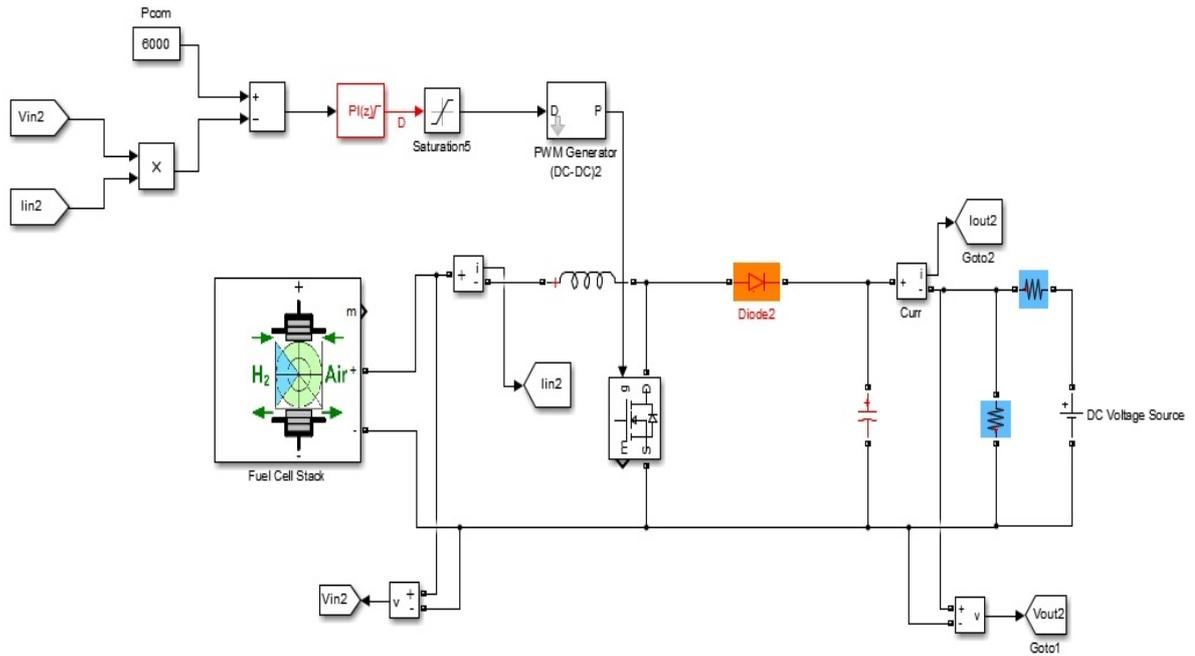 Pcom
6000
Vin2
Iin2
X
+
-
PI(z)
D
Saturation5
D
P
PWM Generator
(DC-DC)2
Iout2
Goto2
+
m
H2
Air
+
-
-
Fuel Cell Stack
+
i
-
+
Iin2
g
D
m
S
Diode2
+
+
i
-
Curr
+
DC Voltage Source
Vin2
v
+
-
+
-
v
Vout2
Goto1